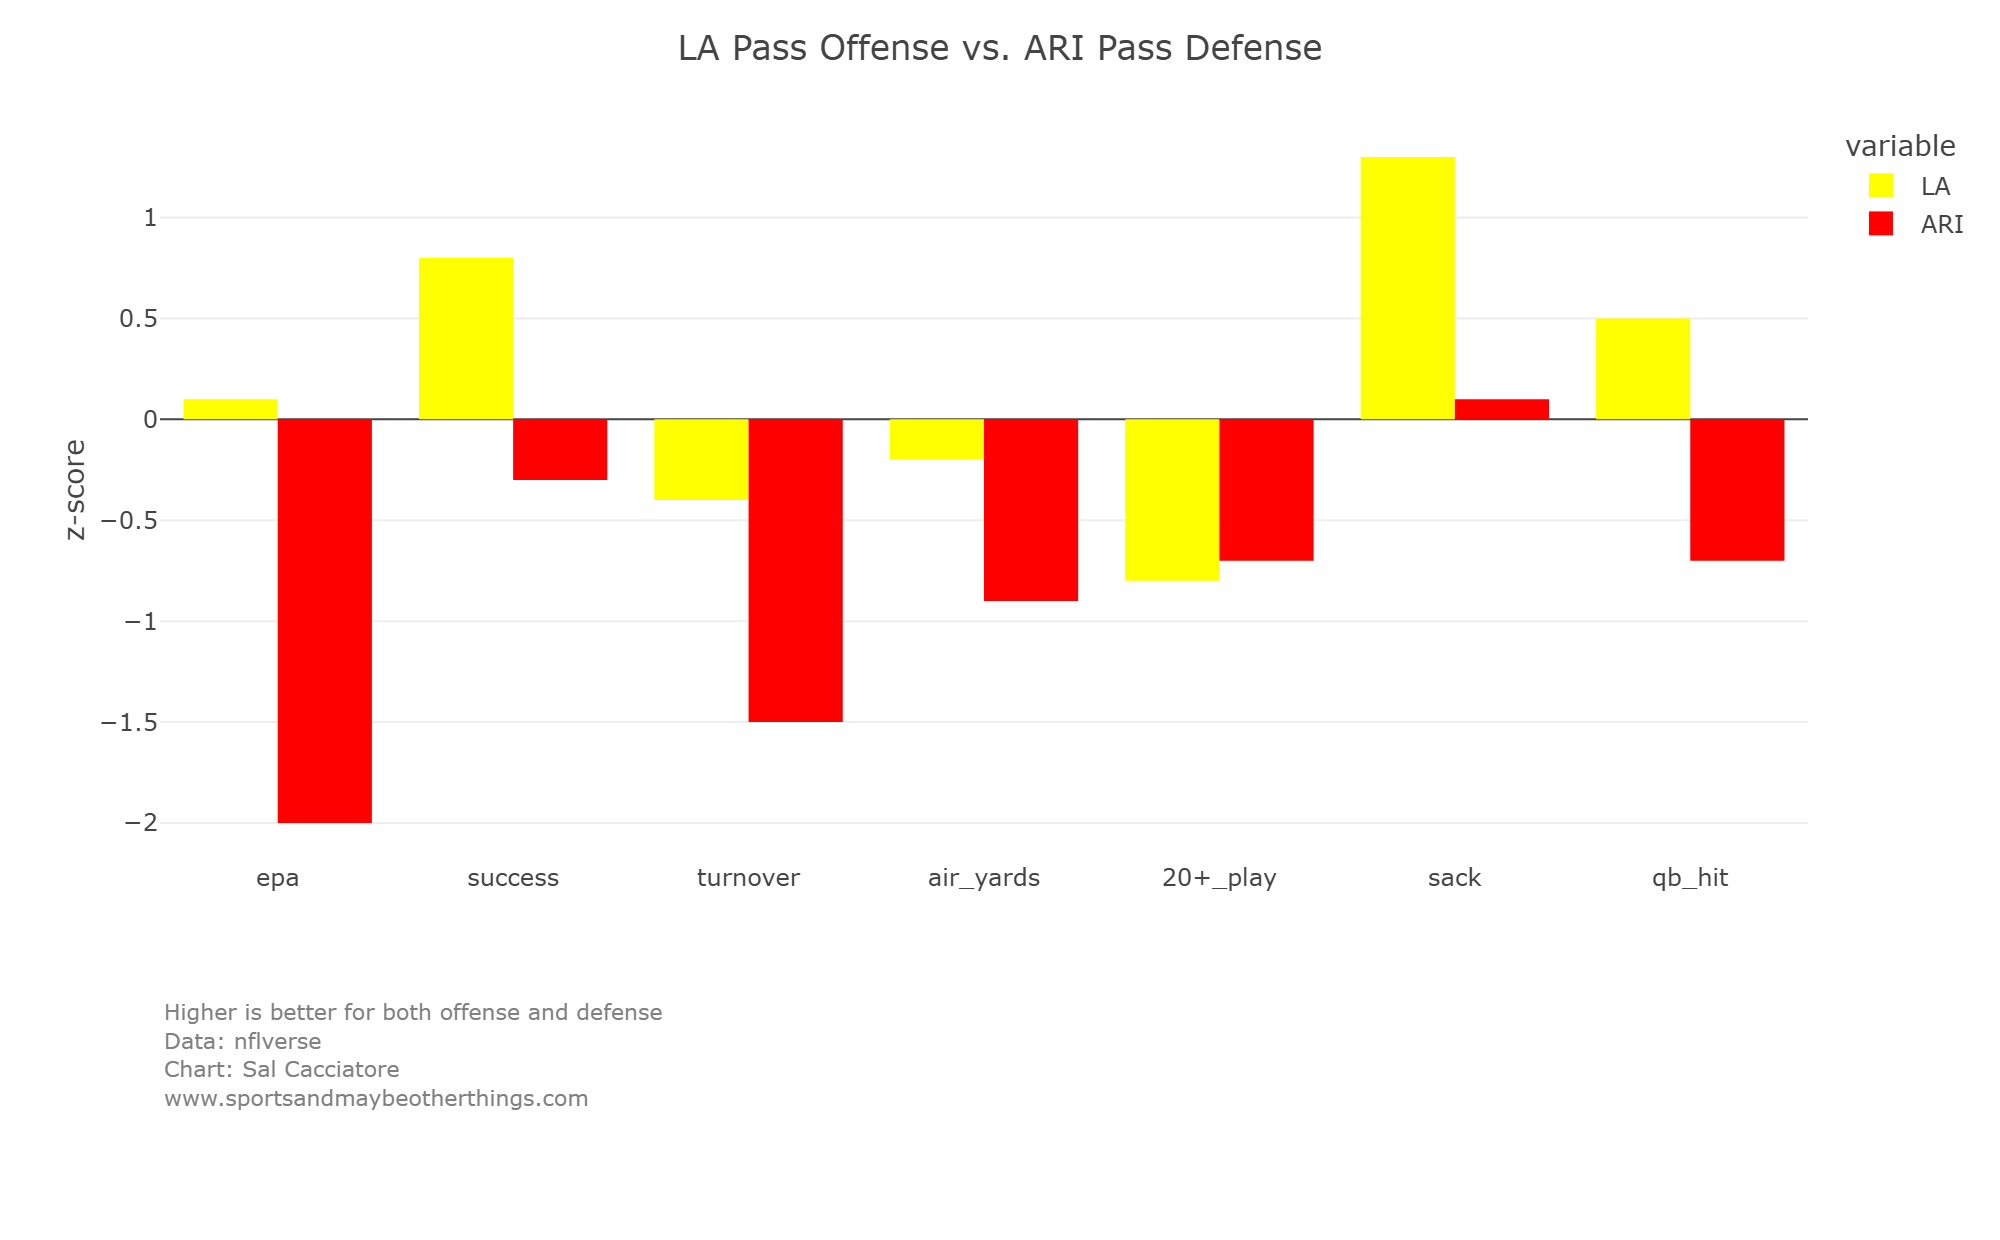 LA Pass Offense vs. ARI Pass Defense
variable
LA
ARI
1
0.5
0
−0.5
−1
−1.5
−2
z-score
epa
success
turnover
air_yards
20+_play
sack
qb_hit
Higher is better for both offense and defense
Data: nflverse
Chart: Sal Cacciatore
www.sportsandmaybeotherthings.com